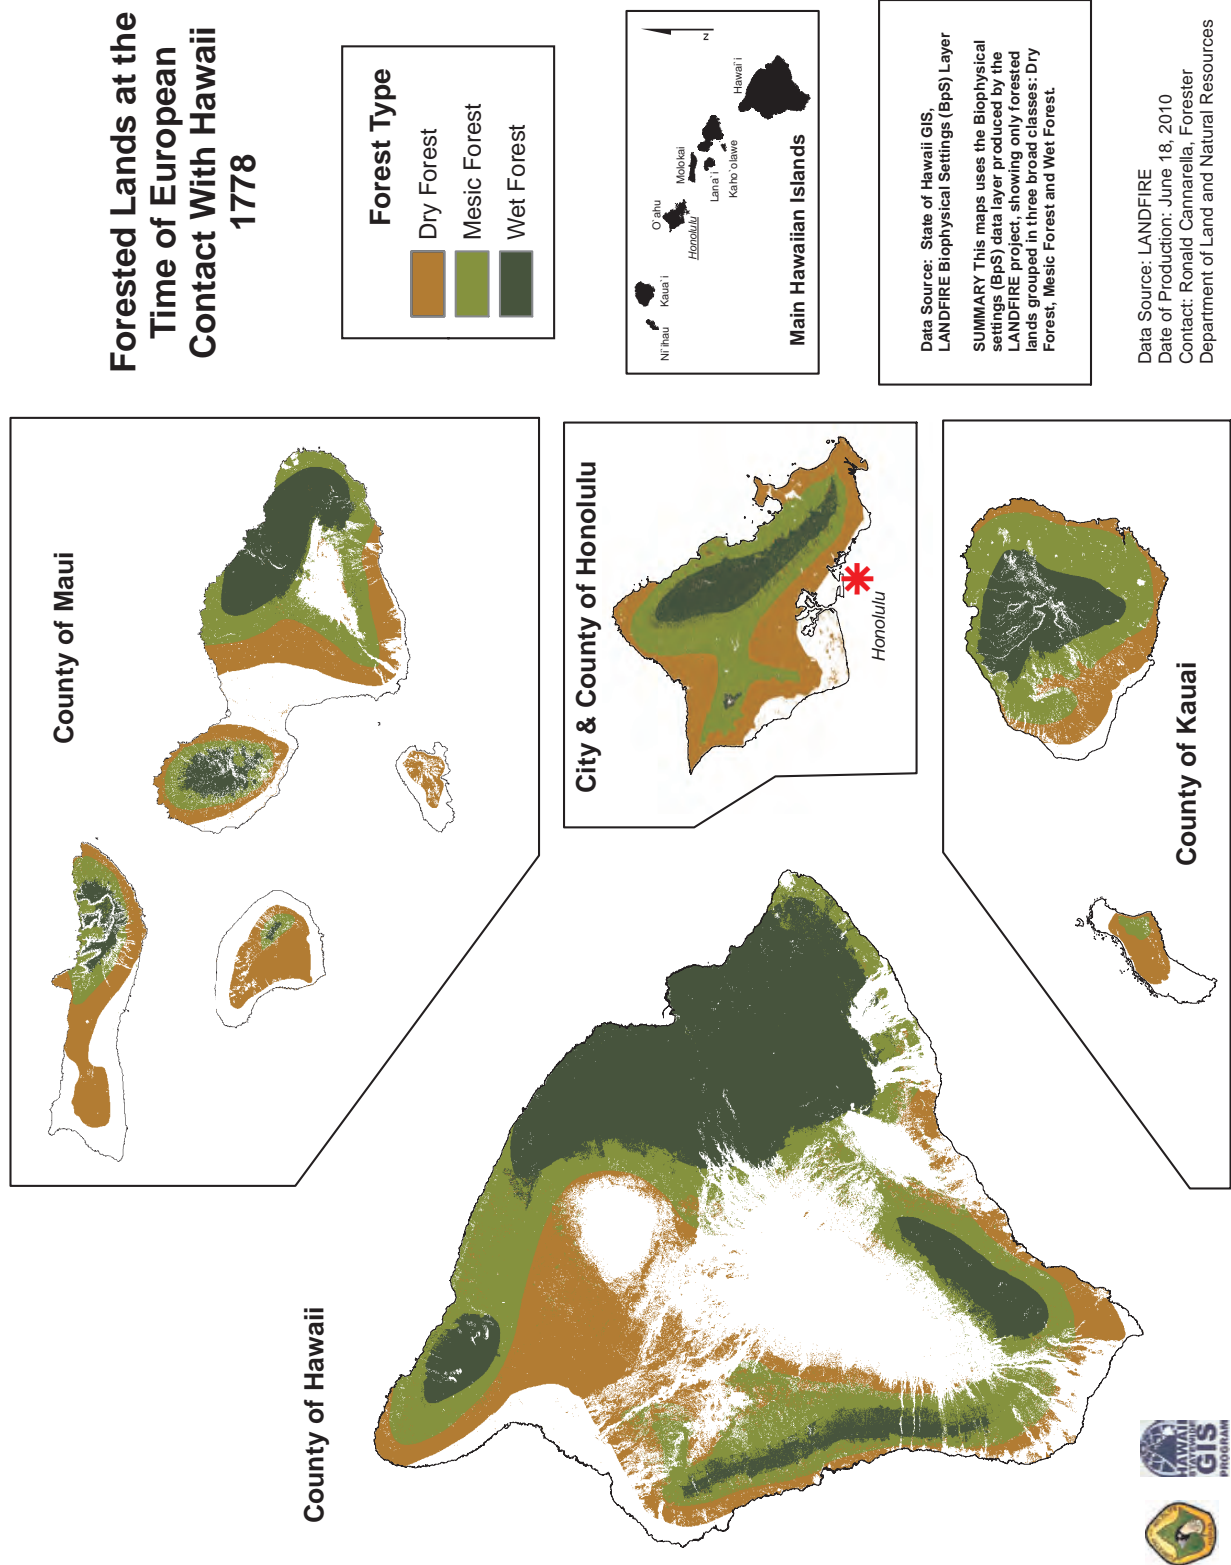 Forested Lands at the
Time of European
Contact With Hawaii
1778
Forest Type
Dry Forest
Mesic Forest
Wet Forest
Ni`ihau
Kaua`i
O`ahu
Honolulu
Molokai
Lana`i
Kaho`olawe
Hawai`i
z
Main Hawaiian Islands
Data Source: State of Hawaii GIS,
LANDFIRE Biophysical Settings (BpS) Layer
SUMMARY This maps uses the Biophysical
settings (BpS) data layer produced by the
LANDFIRE project, showing only forested
lands grouped in three broad classes: Dry
Forest, Mesic Forest and Wet Forest.
Data Source: LANDFIRE
Date of Production: June 18, 2010
Contact: Ronald Cannarella, Forester
Department of Land and Natural Resources
County of Maui
City & County of Honolulu
Honolulu
County of Kauai
County of Hawaii
HAWAII
STATEWIDE
GIS
PROGRAM